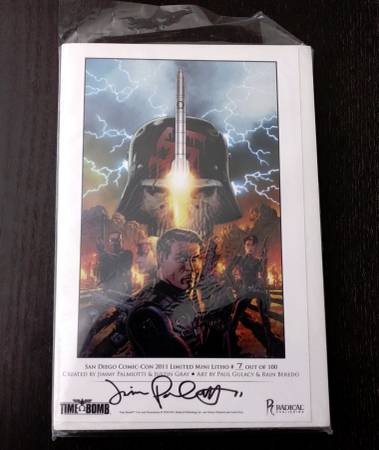 San Diego Comic-Con 2011 Limited Mini Litho # 7 out of 100
Created by Jimmy Palmiotti & Justin Gray • Art by Paul Gulacy & Rain Beredo
TIME BOMB
RADICAL
PUBLISHING